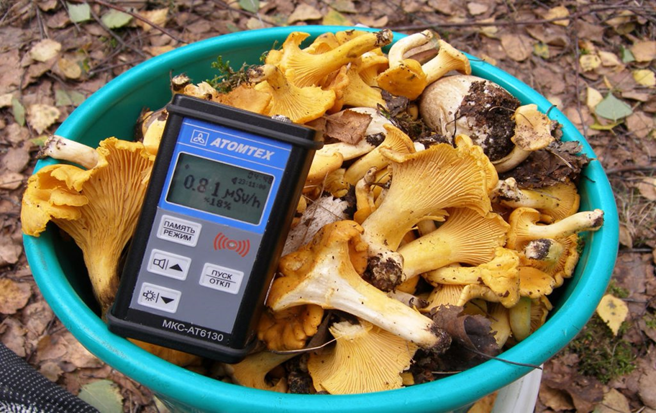 ATOMTEX
0.81 μSv/h
±18%
ПАМЯТЬ
РЕЖИМ
ПУСК
ОТКЛ
МКС-АТ6130